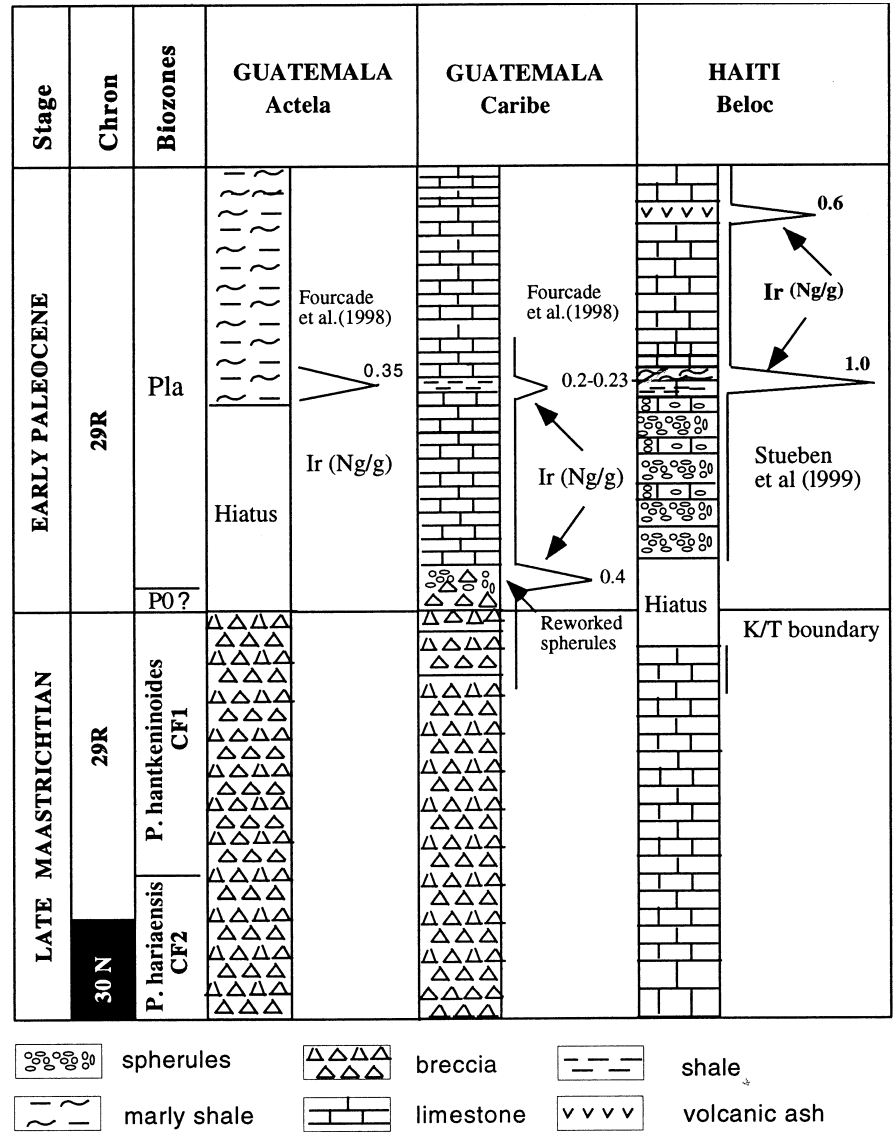 Stage
Chron
Biozones
GUATEMALA
Actela
GUATEMALA
Caribe
HAITI
Beloc
EARLY PALEOCENE
29R
Pla
P0 ?
Fourcade
et al.(1998)
0.35
Ir (Ng/g)
Hiatus
Fourcade
et al.(1998)
0.2-0.23
Ir (Ng/g)
0.4
Reworked
spherules
0.6
Ir (Ng/g)
1.0
Stueben
et al (1999)
Hiatus
K/T boundary
LATE MAASTRICHTIAN
29R
30 N
P. hantkeninoides
CF1
P. hariaensis
CF2
spherules
breccia
shale
marly shale
limestone
volcanic ash